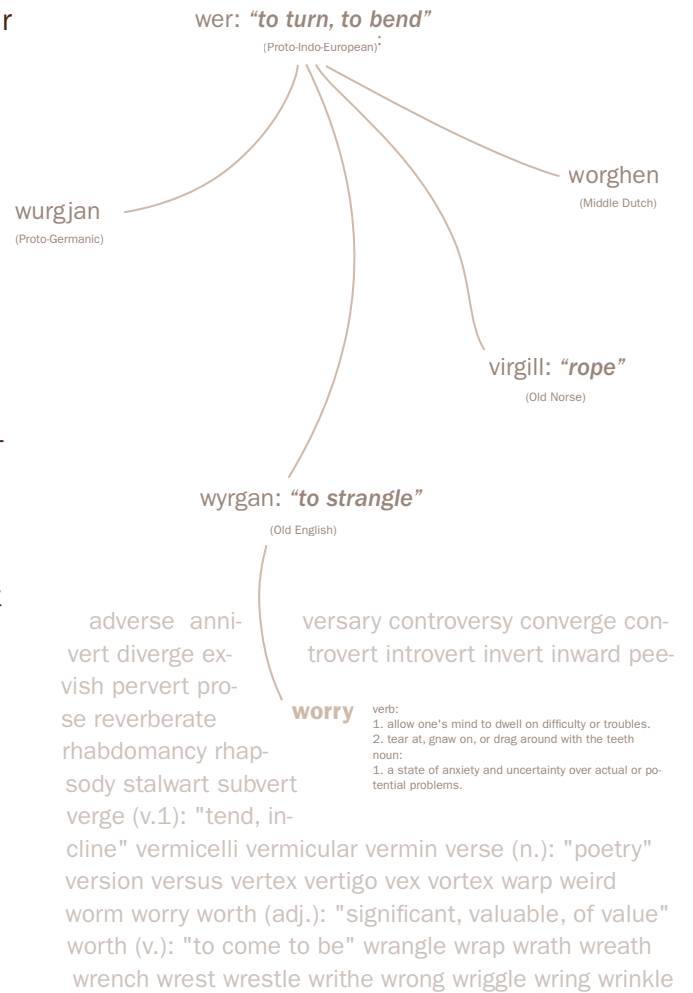 r
wer: “to turn, to bend”
(Proto-Indo-European):
worghen
(Middle Dutch)
wurgjan
(Proto-Germanic)
virgill: “rope”
(Old Norse)
wyrgan: “to strangle”
(Old English)
adverse anni-
versary controversy converge con-
vert diverge ex-
trovert introvert invert inward pee-
vish pervert pro-
se reverberate
rhabdomancy rhap-
sody stalwart subvert
verge (v.1): "tend, in-
worry
verb:
1. allow one’s mind to dwell on difficulty or troubles.
2. tear at, gnaw on, or drag around with the teeth
noun:
1. a state of anxiety and uncertainty over actual or po-
tential problems.
cline" vermicelli vermicular vermin verse (n.): "poetry"
version versus vertex vertigo vex vortex warp weird
worm worry worth (adj.): "significant, valuable, of value"
worth (v.): "to come to be" wrangle wrap wrath wreath
wrench wrest wrestle writhe wrong wriggle wring wrinkle